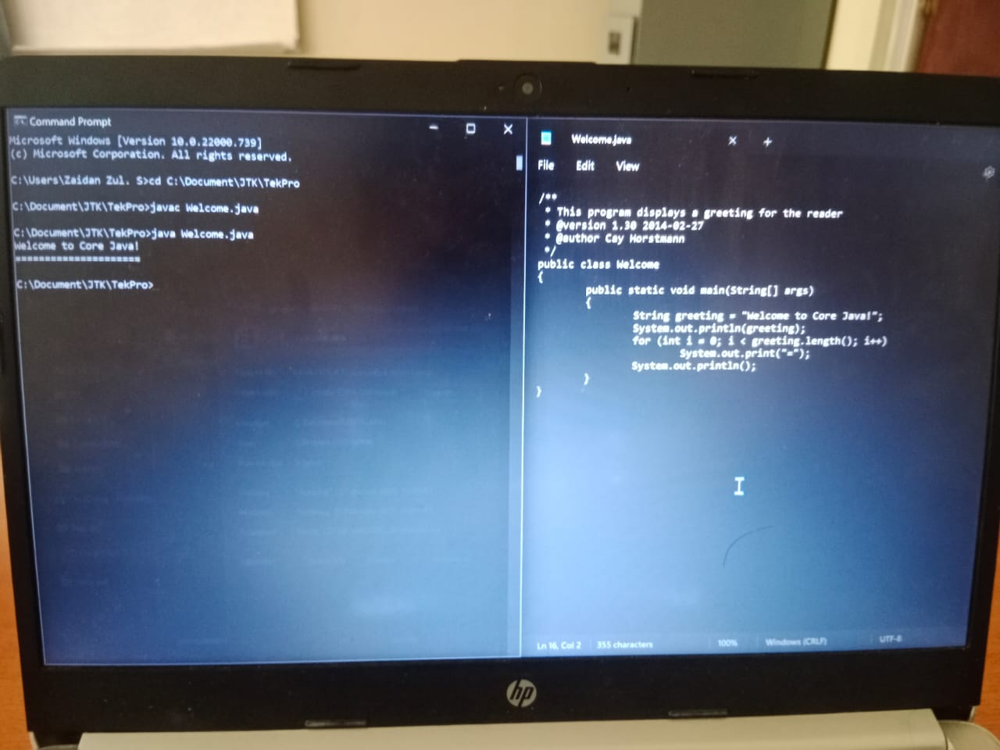 Command Prompt
Microsoft Windows [Version 10.0.22000.739]
(c) Microsoft Corporation. All rights reserved.
C:\Users\Zaidan Zul. S>cd C:\Document\JTK\TekPro
C:\Document\JTK\TekPro>javac Welcome.java
C:\Document\JTK\TekPro>java Welcome.java
Welcome to Core Java!
=====================
C:\Document\JTK\TekPro>
Welcome.java
File Edit View
/**
 * This program displays a greeting for the reader
 * @version 1.30 2014-02-27
 * @author Cay Horstmann
 */
public class Welcome
{
public static void main(String[] args)
{
String greeting = "Welcome to Core Java!";
System.out.println(greeting);
for (int i = 0; i < greeting.length(); i++)
System.out.print("=");
System.out.println();
}
}
Ln 16, Col 2 355 characters 100% Windows (CRLF) UTF-8
hp